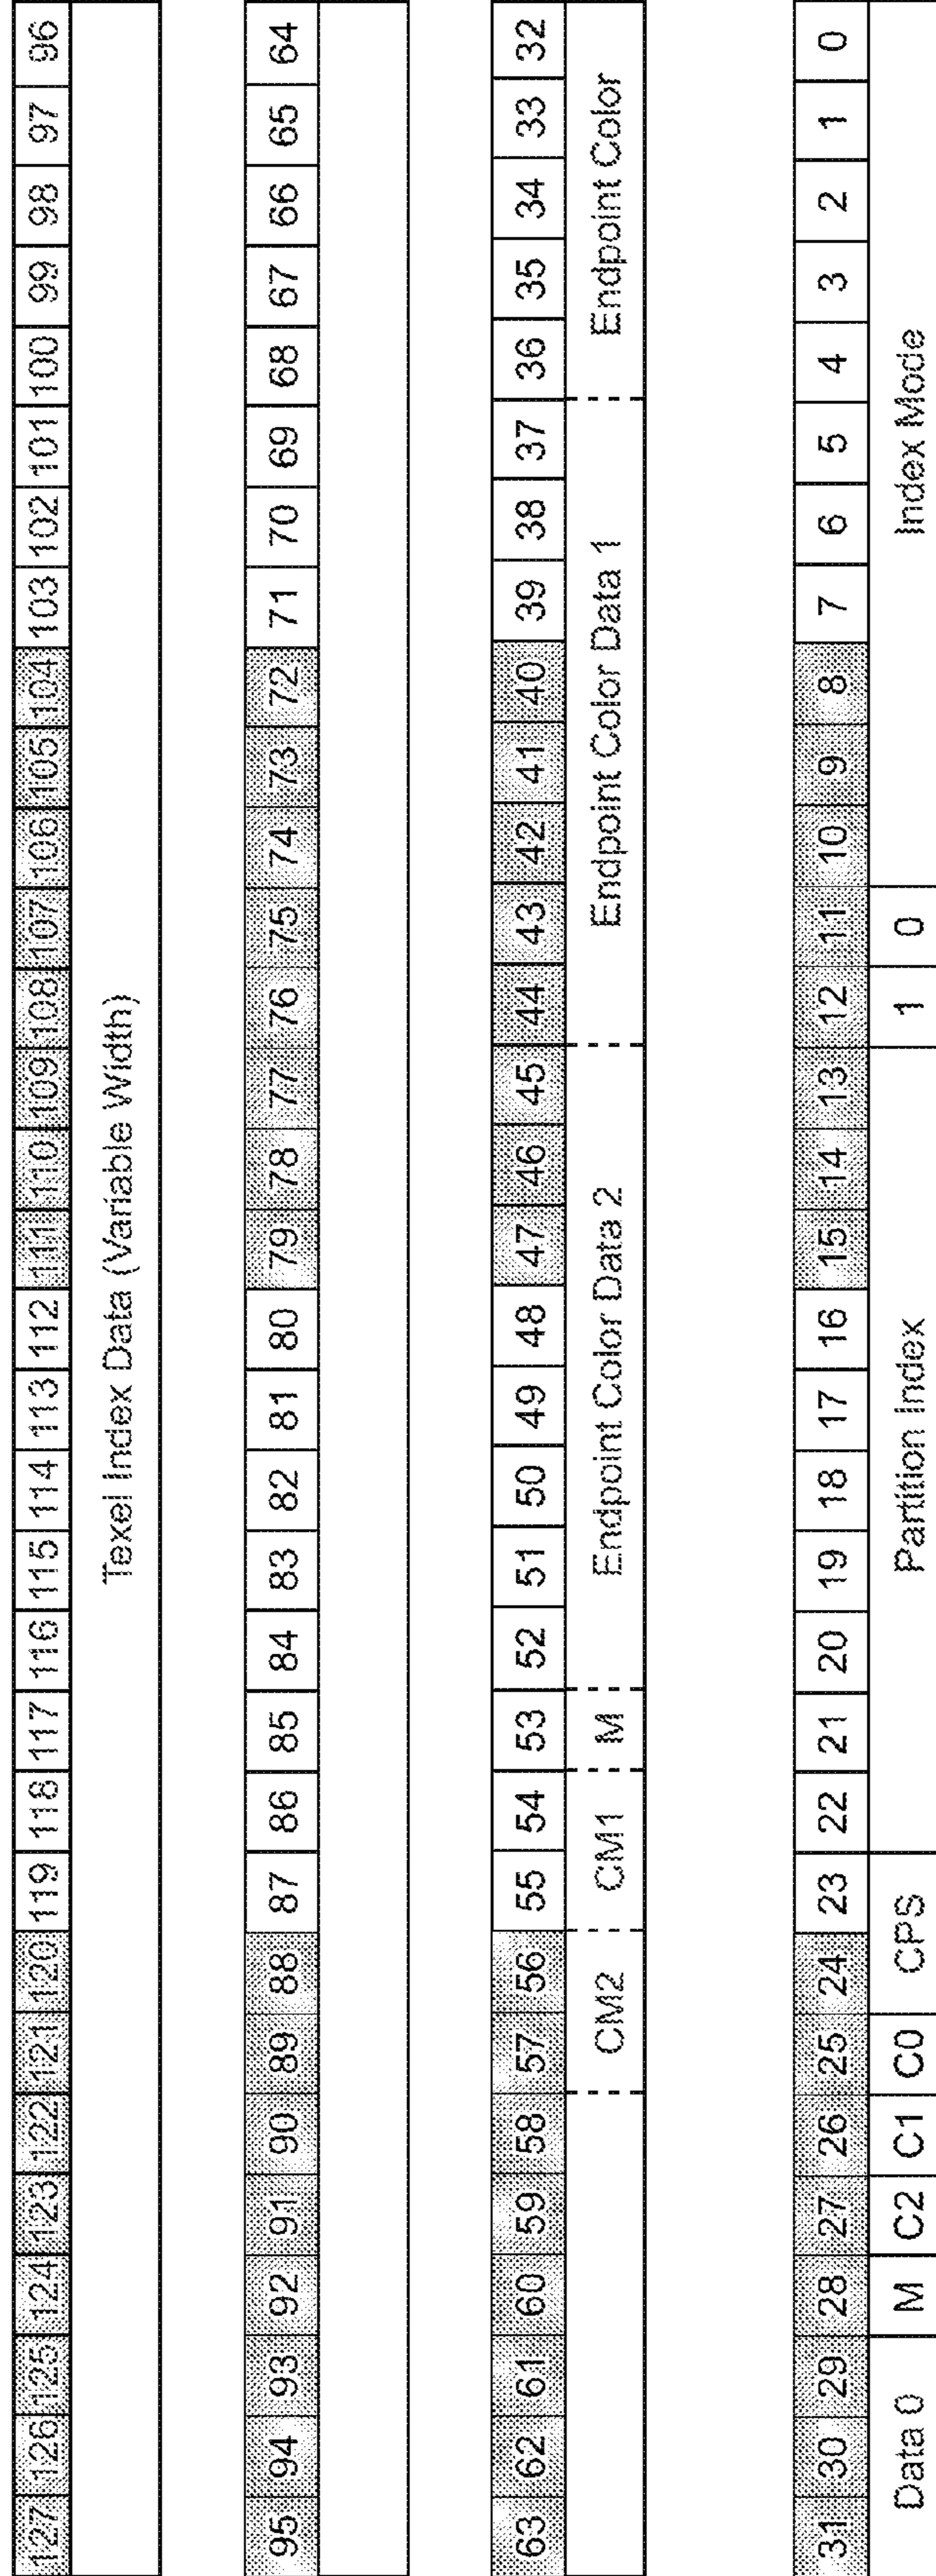 127 126 125 124 123 122 121 120 119 118 117 116 115 114 113 112 111 110 109 108 107 106 105 104 103 102 101 100 99 98 97 96
Texel Index Data (Variable Width)
95 94 93 92 91 90 89 88 87 86 85 84 83 82 81 80 79 78 77 76 75 74 73 72 71 70 69 68 67 66 65 64
63 62 61 60 59 58 57 56 55 54 53 52 51 50 49 48 47 46 45 44 43 42 41 40 39 38 37 36 35 34 33 32
CM2 CM1 M Endpoint Color Data 2 Endpoint Color Data 1 Endpoint Color
31 30 29 28 27 26 25 24 23 22 21 20 19 18 17 16 15 14 13 12 11 10 9 8 7 6 5 4 3 2 1 0
Data 0 M C2 C1 C0 CPS Partition Index 1 0 Index Mode